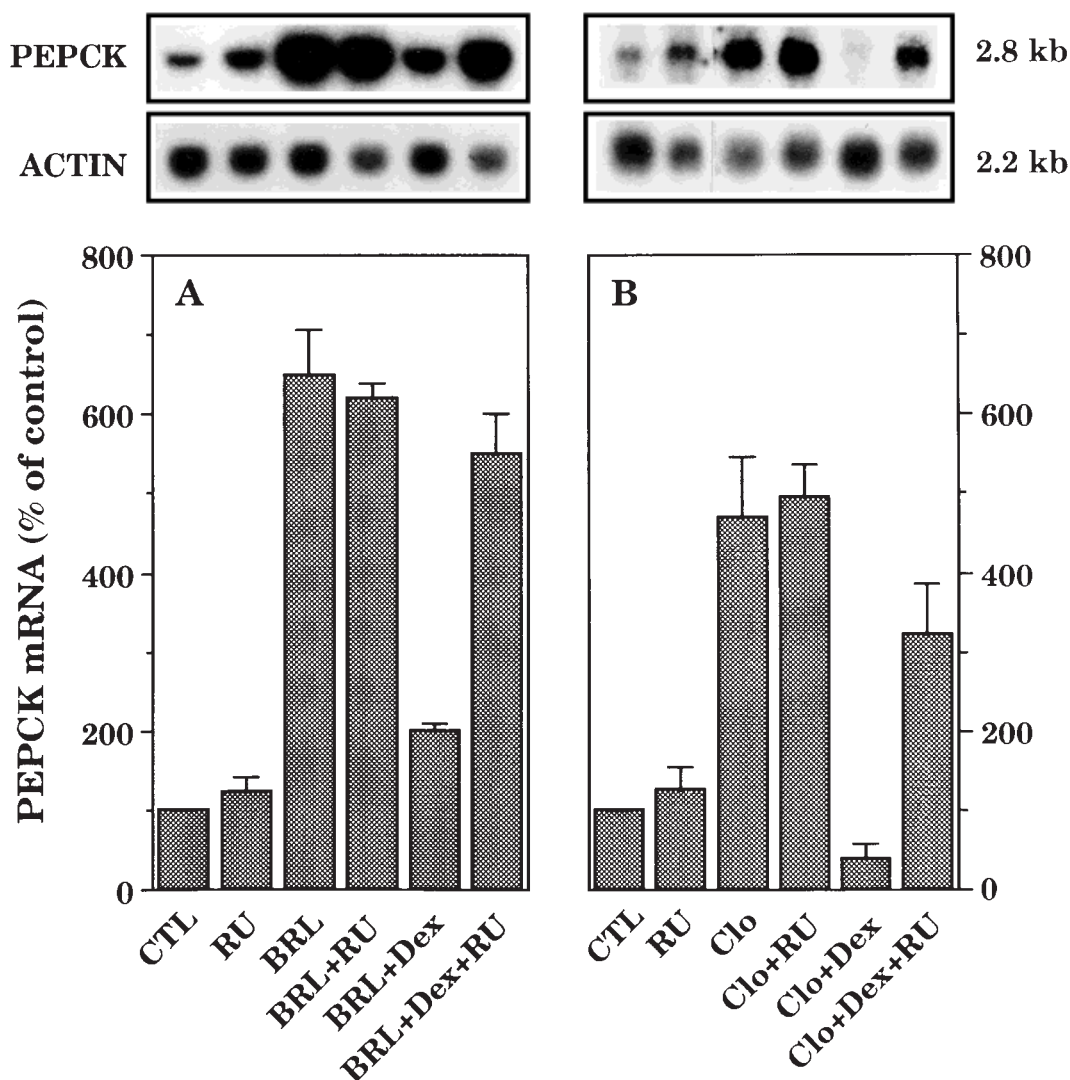 PEPCK
2.8 kb
ACTIN
2.2 kb
PEPCK mRNA (% of control)
A
800
600
400
200
0
CTL
RU
BRL
BRL+RU
BRL+Dex
BRL+Dex+RU
B
800
600
400
200
0
CTL
RU
Clo
Clo+RU
Clo+Dex
Clo+Dex+RU